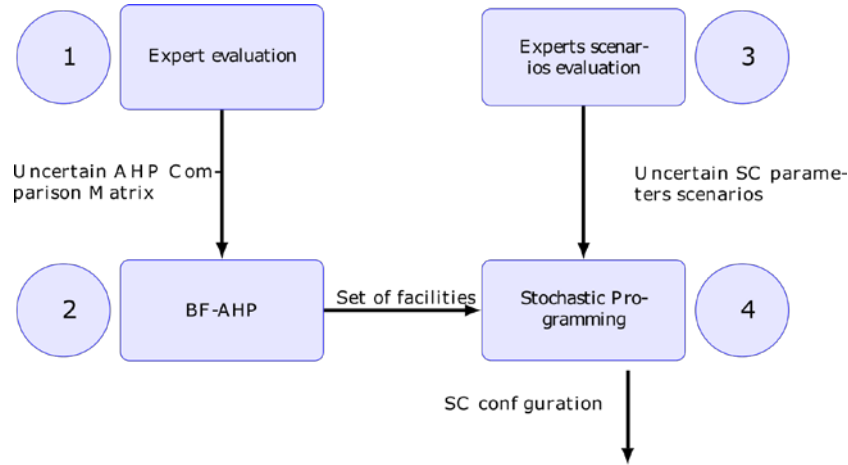 1
Expert evaluation
Experts scenar-
ios evaluation
3
Uncertain AHP Com-
parison Matrix
Uncertain SC parame-
ters scenarios
2
BF-AHP
Set of facilities
Stochastic Pro-
gramming
4
SC conf guration